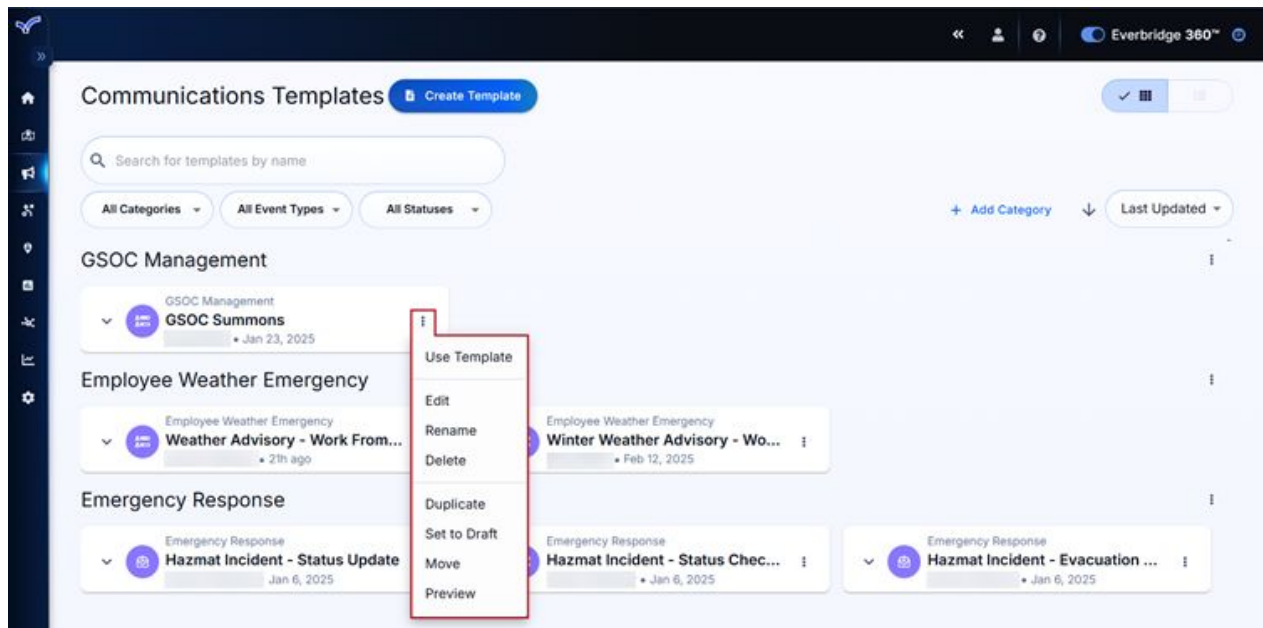 Everbridge 360™
Communications Templates
Create Template
Search for templates by name
All Categories
All Event Types
All Statuses
+ Add Category
Last Updated
GSOC Management
GSOC Management
GSOC Summons
• Jan 23, 2025
Use Template
Edit
Rename
Delete
Duplicate
Set to Draft
Move
Preview
Employee Weather Emergency
Employee Weather Emergency
Weather Advisory - Work From...
• 21h ago
Employee Weather Emergency
Winter Weather Advisory - Wo...
• Feb 12, 2025
Emergency Response
Emergency Response
Hazmat Incident - Status Update
Jan 6, 2025
Emergency Response
Hazmat Incident - Status Chec...
• Jan 6, 2025
Emergency Response
Hazmat Incident - Evacuation ...
• Jan 6, 2025